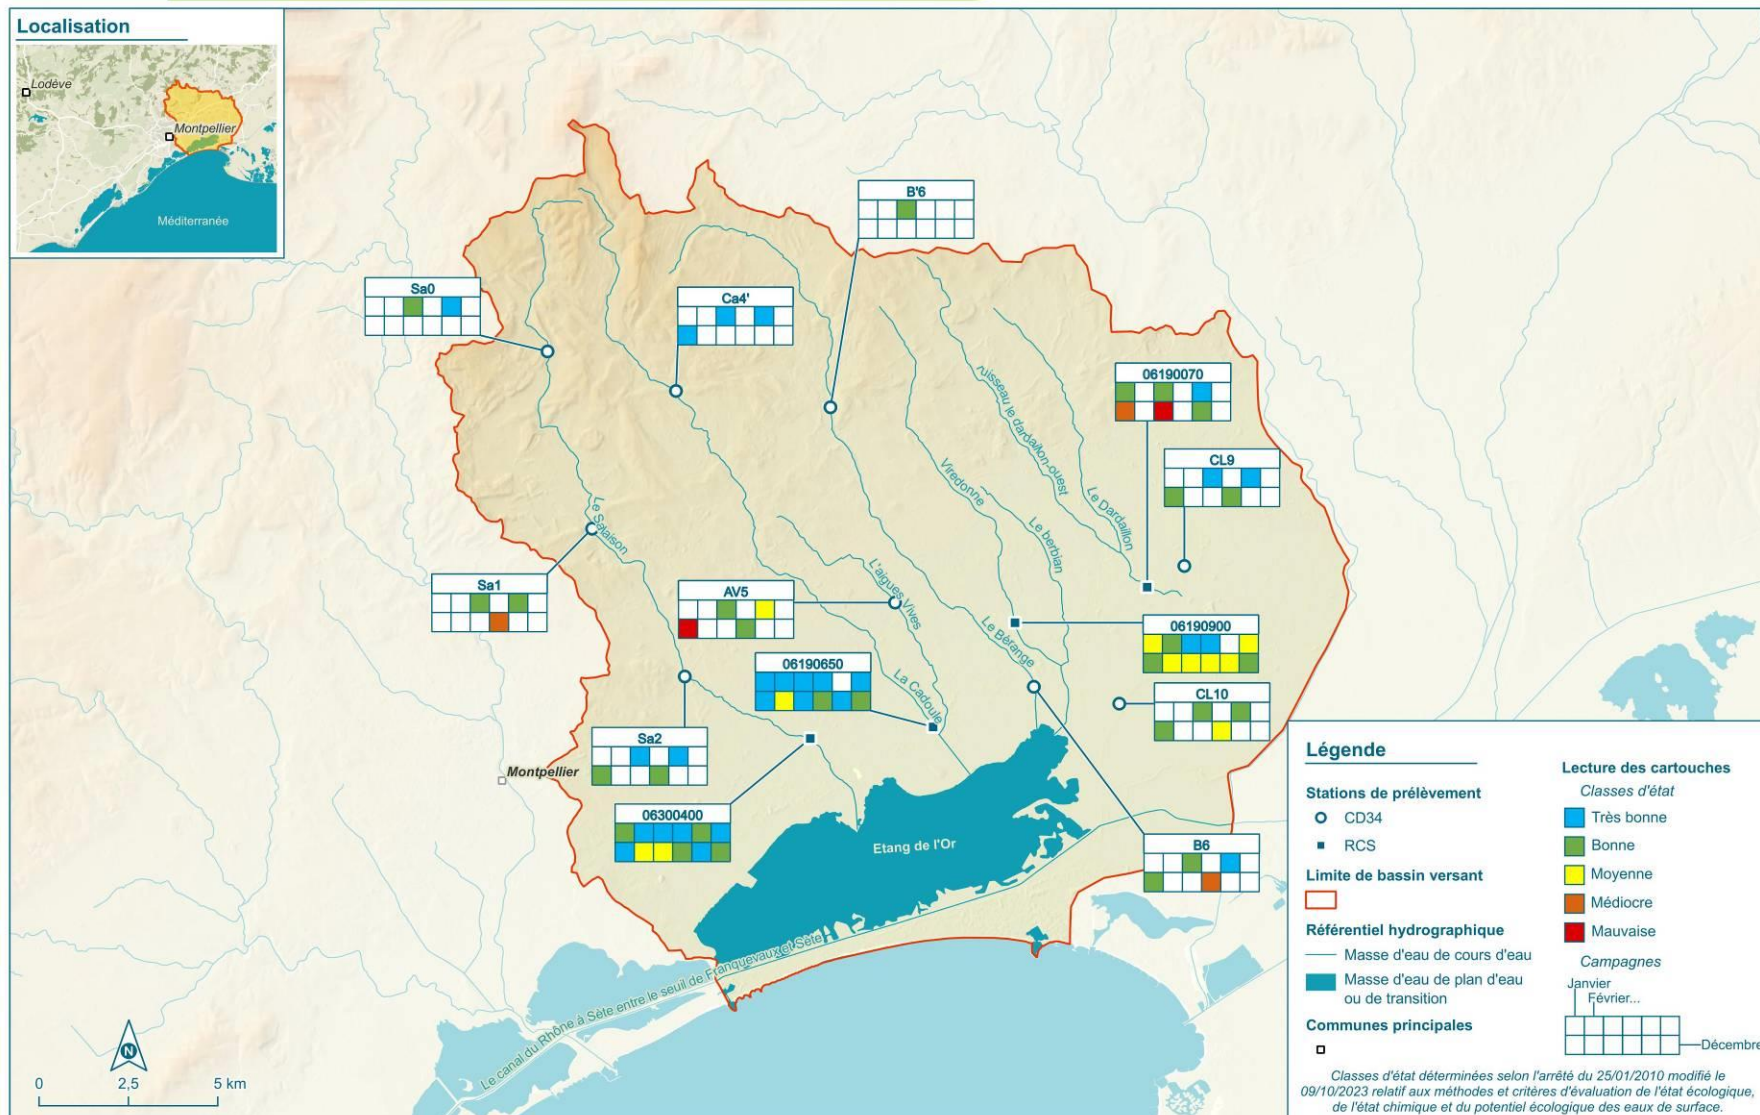 Localisation
Lodève
Montpellier
Méditerranée
B'6
Sa0
Ca4'
06190070
CL9
Ruisseau le dardaillon-ouest
Viredonne
Le Dardaillon
Le berbian
Le Salaison
L'aigues Vives
Sa1
AV5
Le Bérange
06190900
06190650
La Cadoule
CL10
Sa2
Montpellier
06300400
Etang de l'Or
B6
Le canal du Rhône à Sète entre le seuil de Franquevaux et Sète
N
0 2,5 5 km
Légende
Stations de prélèvement
CD34
RCS
Limite de bassin versant
Référentiel hydrographique
Masse d'eau de cours d'eau
Masse d'eau de plan d'eau
ou de transition
Communes principales
Lecture des cartouches
Classes d'état
Très bonne
Bonne
Moyenne
Médiocre
Mauvaise
Campagnes
Janvier
Février...
Décembre
Classes d'état déterminées selon l'arrêté du 25/01/2010 modifié le
09/10/2023 relatif aux méthodes et critères d'évaluation de l'état écologique,
de l'état chimique et du potentiel écologique des eaux de surface.